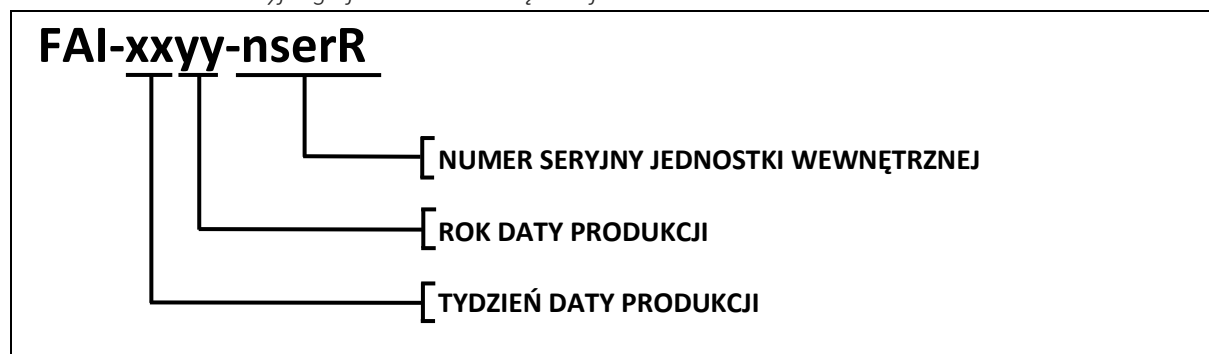 FAI-xxyy-nserR
NUMER SERYJNY JEDNOSTKI WEWNĘTRZNEJ
ROK DATY PRODUKCJI
TYDZIEŃ DATY PRODUKCJI